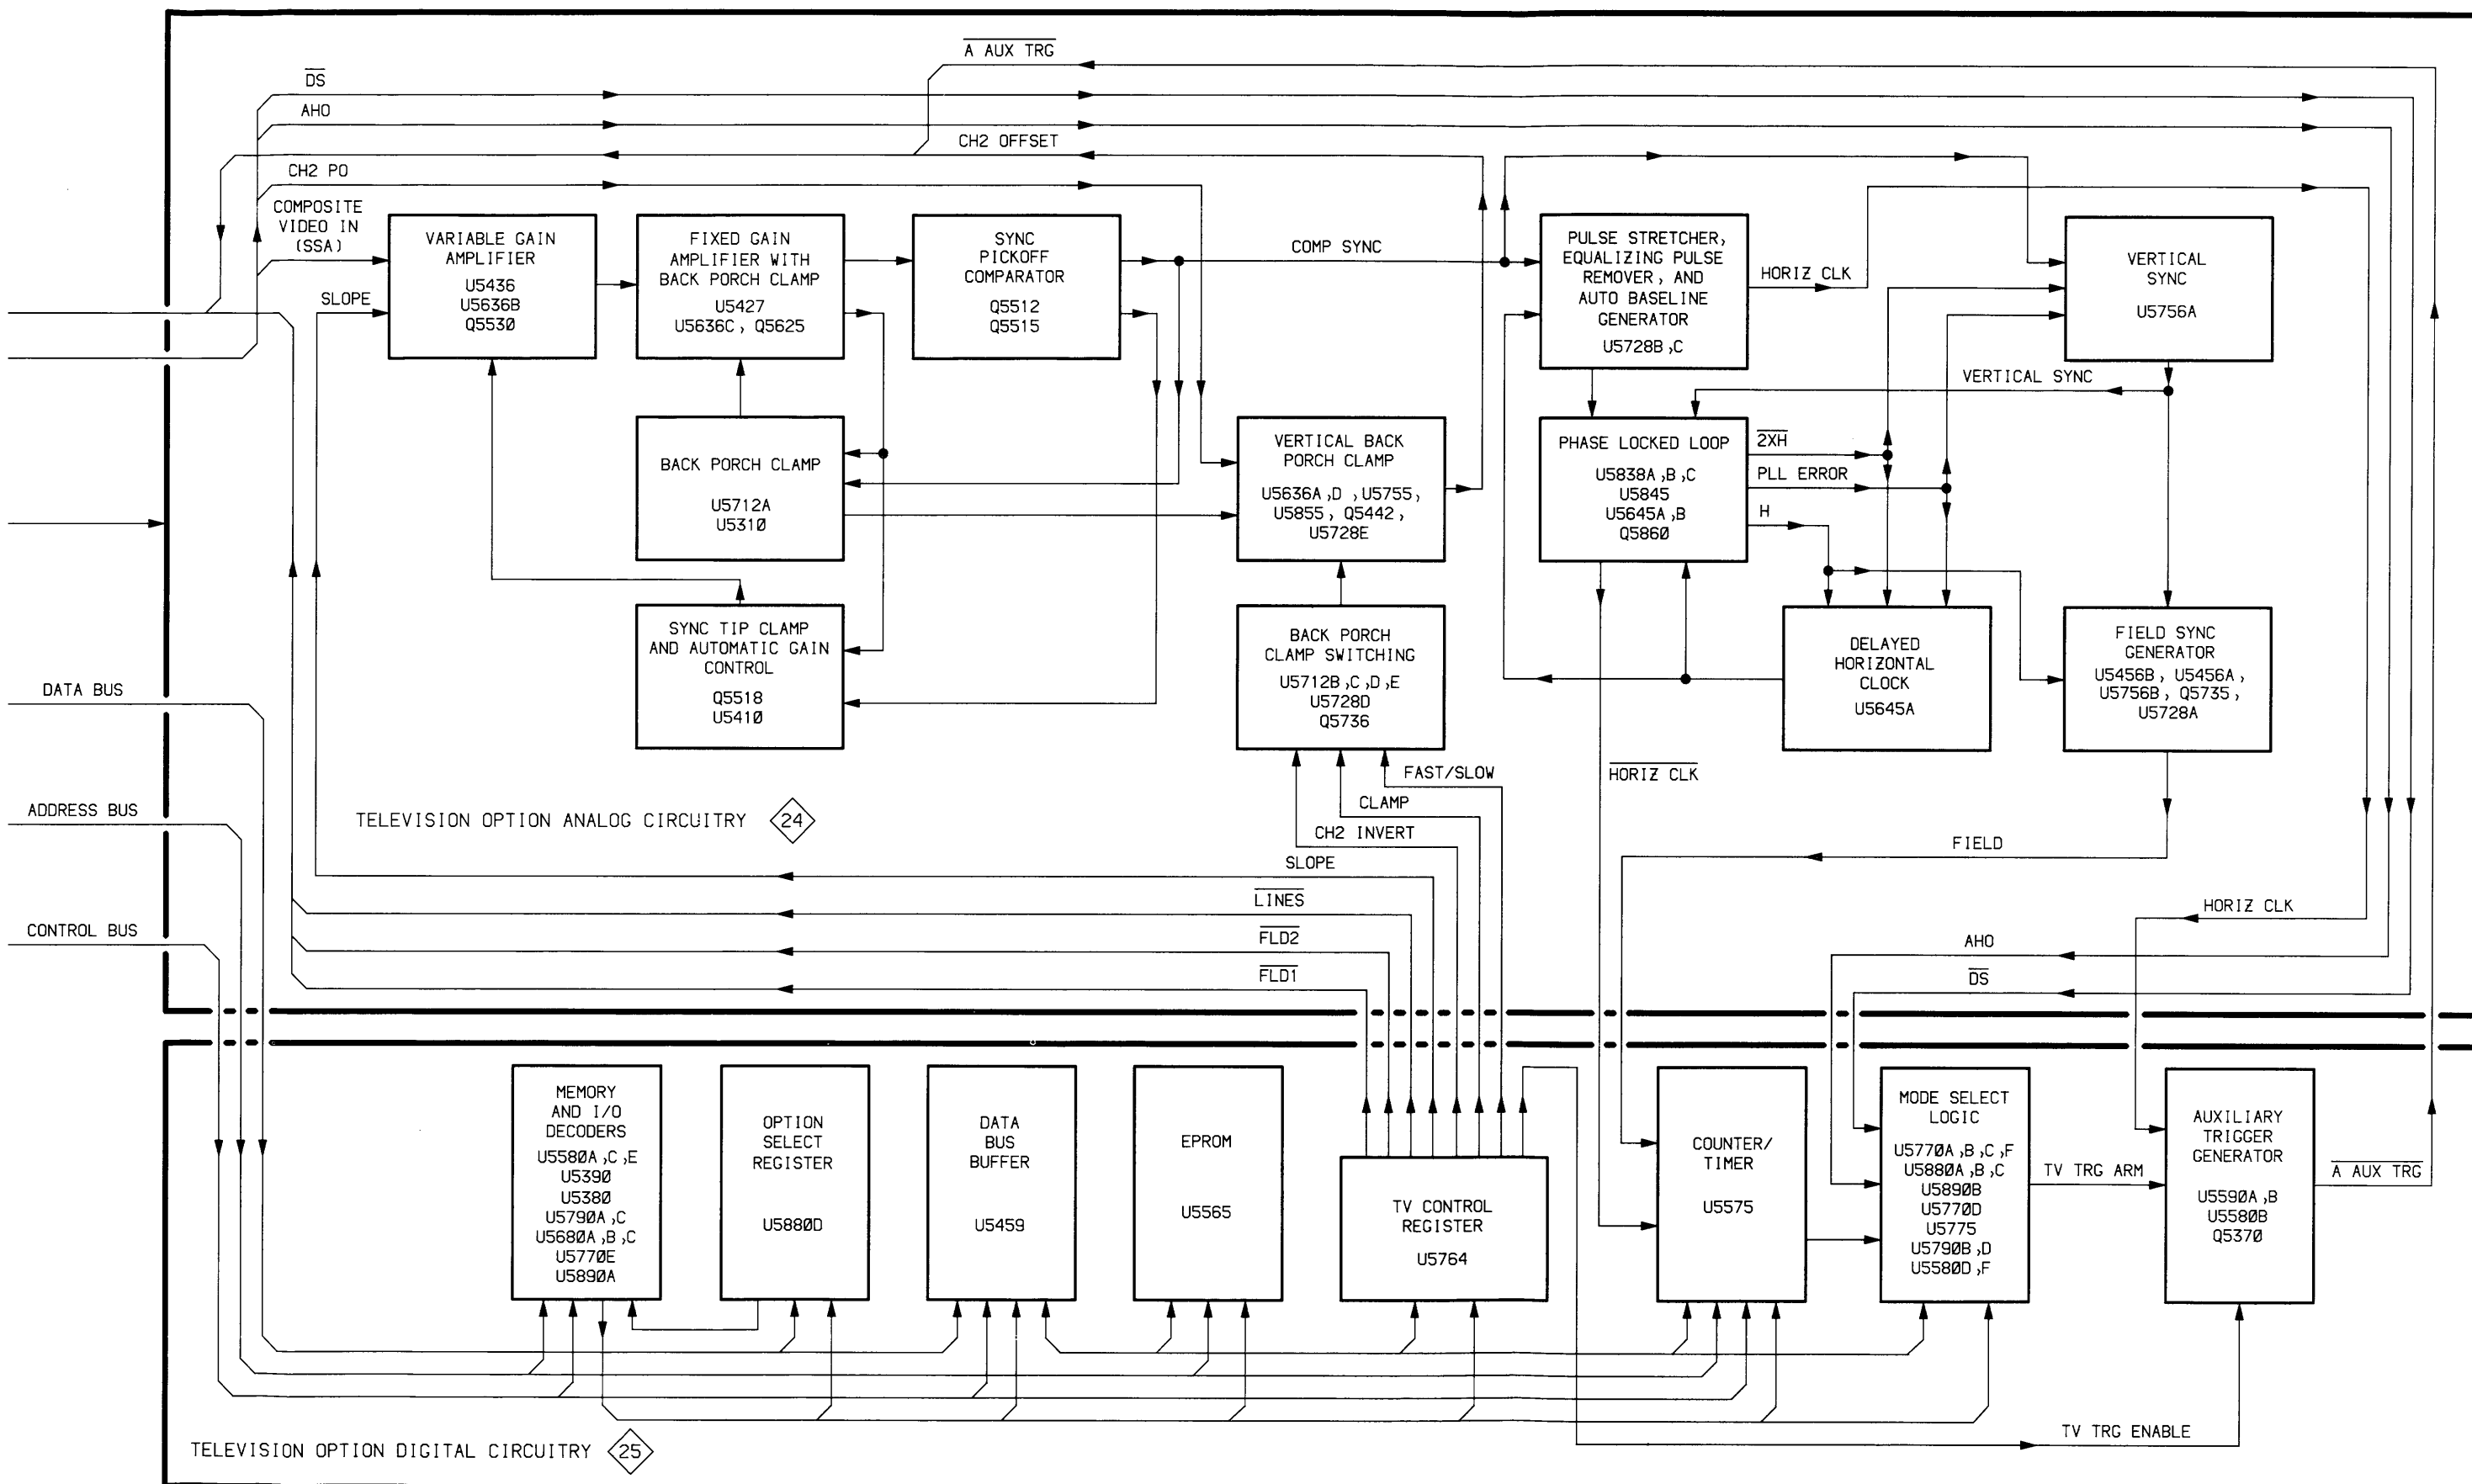 A AUX TRG
DS
AHO
CH2 OFFSET
CH2 PO
COMPOSITE
VIDEO IN
(SSA)
SLOPE
VARIABLE GAIN
AMPLIFIER
U5436
U5636B
Q5530
FIXED GAIN
AMPLIFIER WITH
BACK PORCH CLAMP
U5427
U5636C, Q5625
SYNC
PICKOFF
COMPARATOR
Q5512
Q5515
COMP SYNC
PULSE STRETCHER,
EQUALIZING PULSE
REMOVER, AND
AUTO BASELINE
GENERATOR
U5728B,C
HORIZ CLK
VERTICAL
SYNC
U5756A
VERTICAL SYNC
BACK PORCH CLAMP
U5712A
U5310
VERTICAL BACK
PORCH CLAMP
U5636A,D ,U5755,
U5855, Q5442,
U5728E
PHASE LOCKED LOOP
U5838A,B,C
U5845
U5645A,B
Q5860
2XH
PLL ERROR
H
SYNC TIP CLAMP
AND AUTOMATIC GAIN
CONTROL
Q5518
U5410
BACK PORCH
CLAMP SWITCHING
U5712B,C,D,E
U5728D
Q5736
DELAYED
HORIZONTAL
CLOCK
U5645A
FIELD SYNC
GENERATOR
U5456B, U5456A,
U5756B, Q5735,
U5728A
DATA BUS
ADDRESS BUS
CONTROL BUS
TELEVISION OPTION ANALOG CIRCUITRY 24
FAST/SLOW
CLAMP
CH2 INVERT
SLOPE
LINES
FLD2
FLD1
HORIZ CLK
FIELD
HORIZ CLK
AHO
DS
MEMORY
AND I/O
DECODERS
U5580A,C,E
U5390
U5380
U5790A,C
U5680A,B,C
U5770E
U5890A
OPTION
SELECT
REGISTER
U5880D
DATA
BUS
BUFFER
U5459
EPROM
U5565
TV CONTROL
REGISTER
U5764
COUNTER/
TIMER
U5575
MODE SELECT
LOGIC
U5770A,B,C,F
U5880A,B,C
U5890B
U5770D
U5775
U5790B,D
U5580D,F
TV TRG ARM
AUXILIARY
TRIGGER
GENERATOR
U5590A,B
U5580B
Q5370
A AUX TRG
TV TRG ENABLE
TELEVISION OPTION DIGITAL CIRCUITRY 25